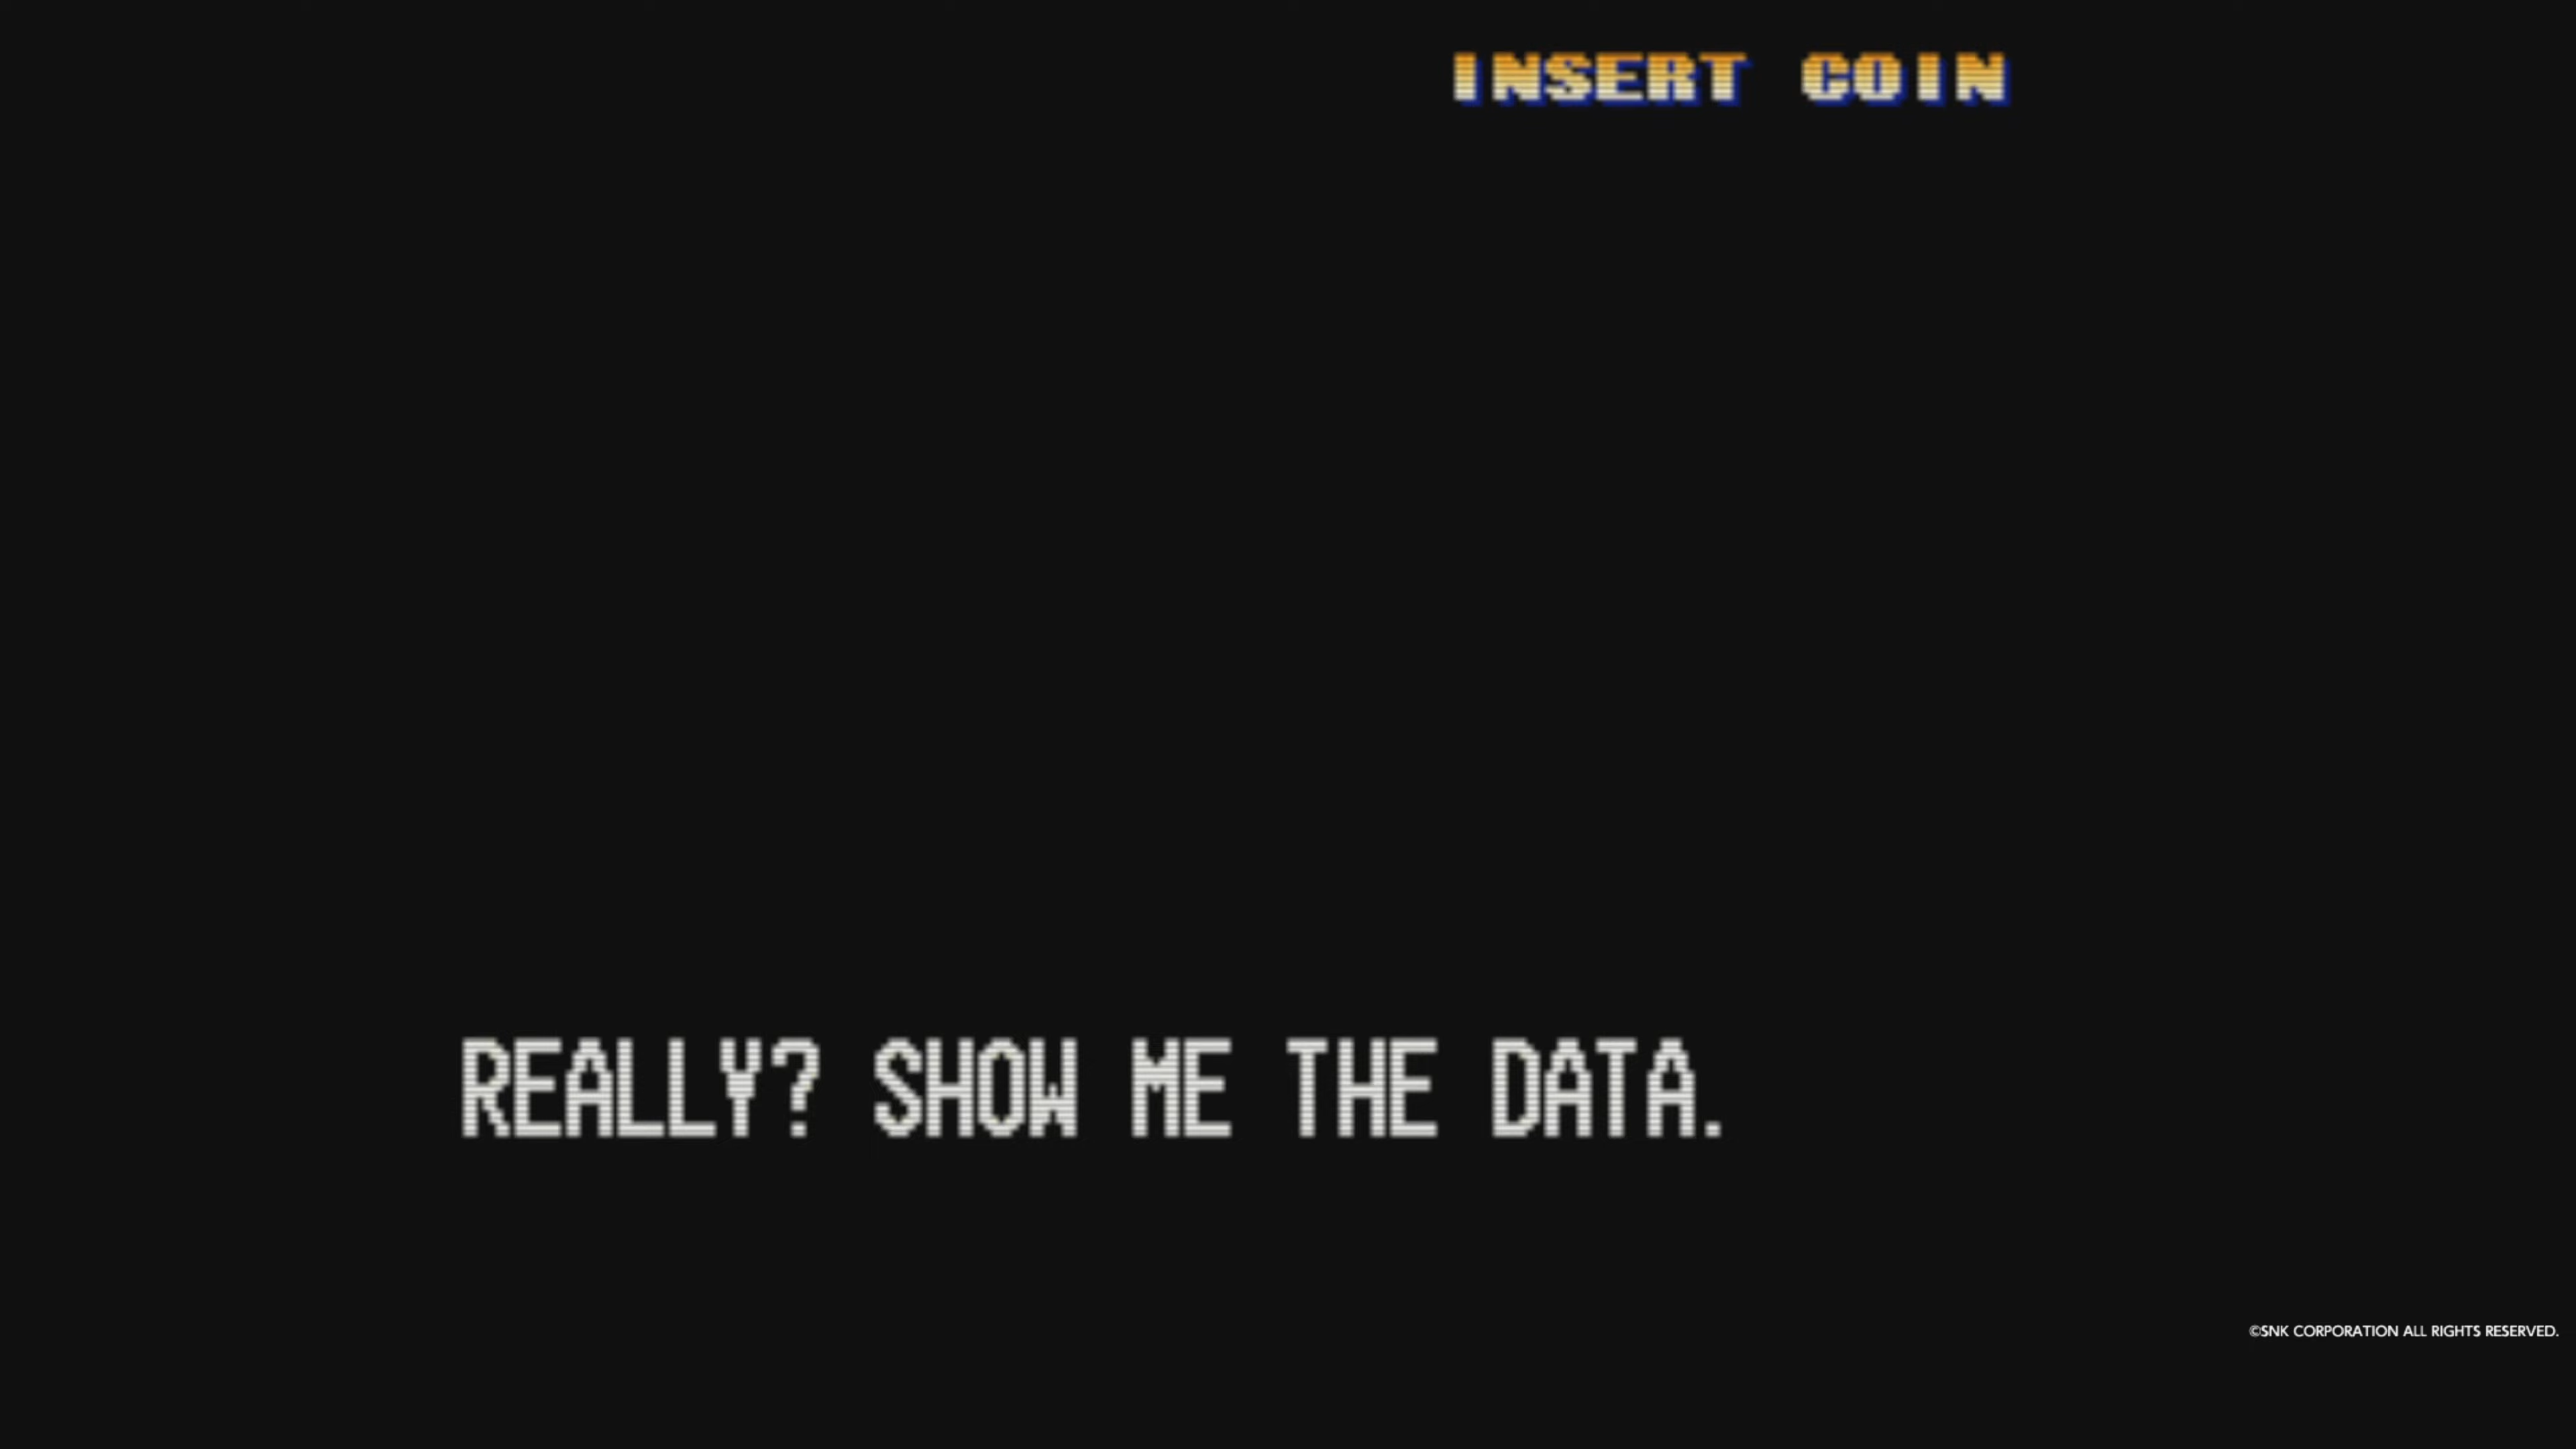 INSERT COIN
REALLY? SHOW ME THE DATA.
©SNK CORPORATION ALL RIGHTS RESERVED.